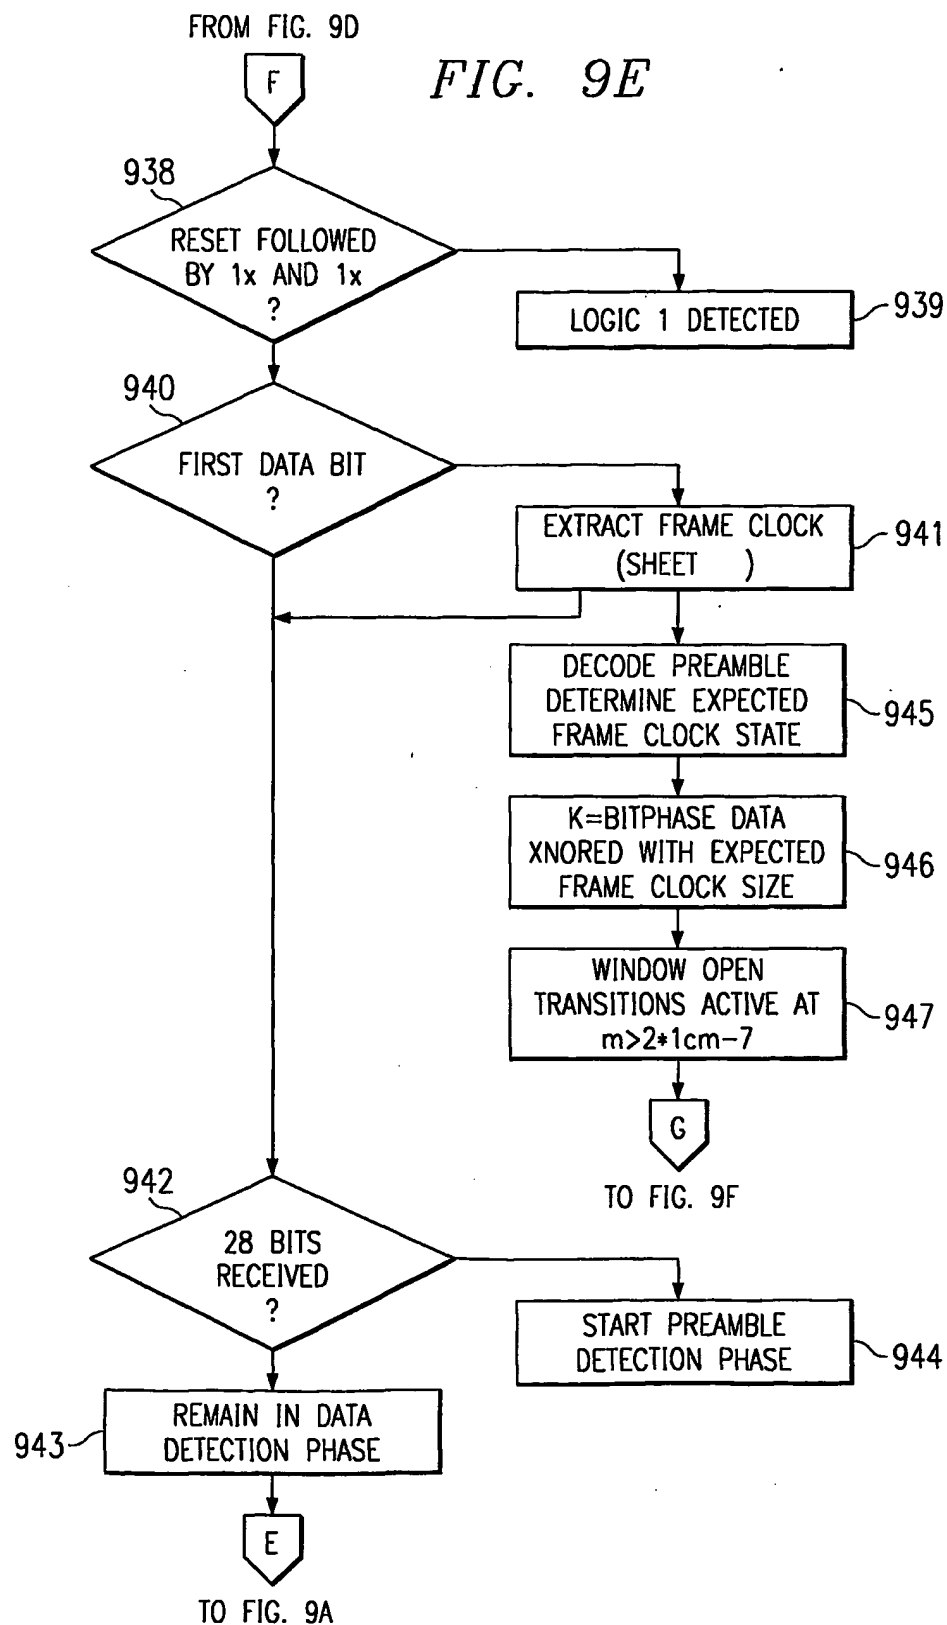 FROM FIG. 9D
F
FIG. 9E
938
RESET FOLLOWED
BY 1x AND 1x
?
LOGIC 1 DETECTED
939
940
FIRST DATA BIT
?
EXTRACT FRAME CLOCK
(SHEET )
941
DECODE PREAMBLE
DETERMINE EXPECTED
FRAME CLOCK STATE
945
K=BITPHASE DATA
XNORED WITH EXPECTED
FRAME CLOCK SIZE
946
WINDOW OPEN
TRANSITIONS ACTIVE AT
m>2*1cm-7
947
G
TO FIG. 9F
942
28 BITS
RECEIVED
?
START PREAMBLE
DETECTION PHASE
944
REMAIN IN DATA
DETECTION PHASE
943
E
TO FIG. 9A